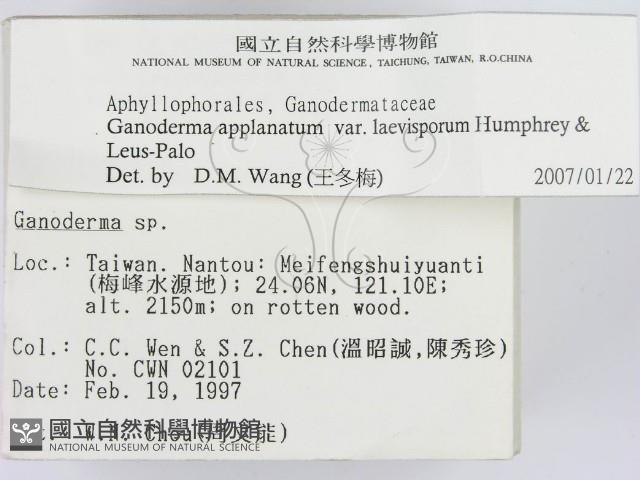 國立自然科學博物館
NATIONAL MUSEUM OF NATURAL SCIENCE, TAICHUNG, TAIWAN, R.O.CHINA
Aphyllophorales, Ganodermataceae
Ganoderma applanatum var. laevisporum Humphrey &
Leus-Palo
Det. by D.M. Wang (王冬梅) 2007/01/22
Ganoderma sp.
Loc.: Taiwan. Nantou: Meifengshuiyuanti
(梅峰水源地); 24.06N, 121.10E;
alt. 2150m; on rotten wood.
Col.: C.C. Wen & S.Z. Chen(溫昭誠,陳秀珍)
No. CWN 02101
Date: Feb. 19, 1997
國立自然科學博物館
NATIONAL MUSEUM OF NATURAL SCIENCE